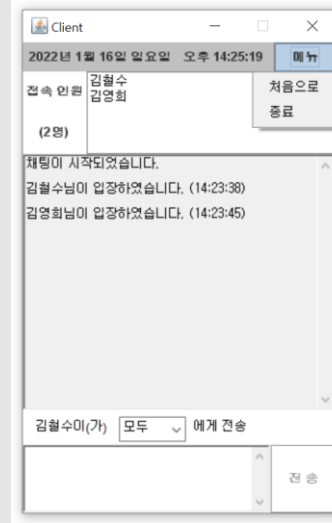 Client
2022년 1월 16일 일요일 오후 14:25:19 메뉴
처음으로
종료
접속 인원
(2명)
김철수
김영희
채팅이 시작되었습니다.
김철수님이 입장하였습니다. (14:23:38)
김영희님이 입장하였습니다. (14:23:45)
김철수이(가) 모두 에게 전송
전 송